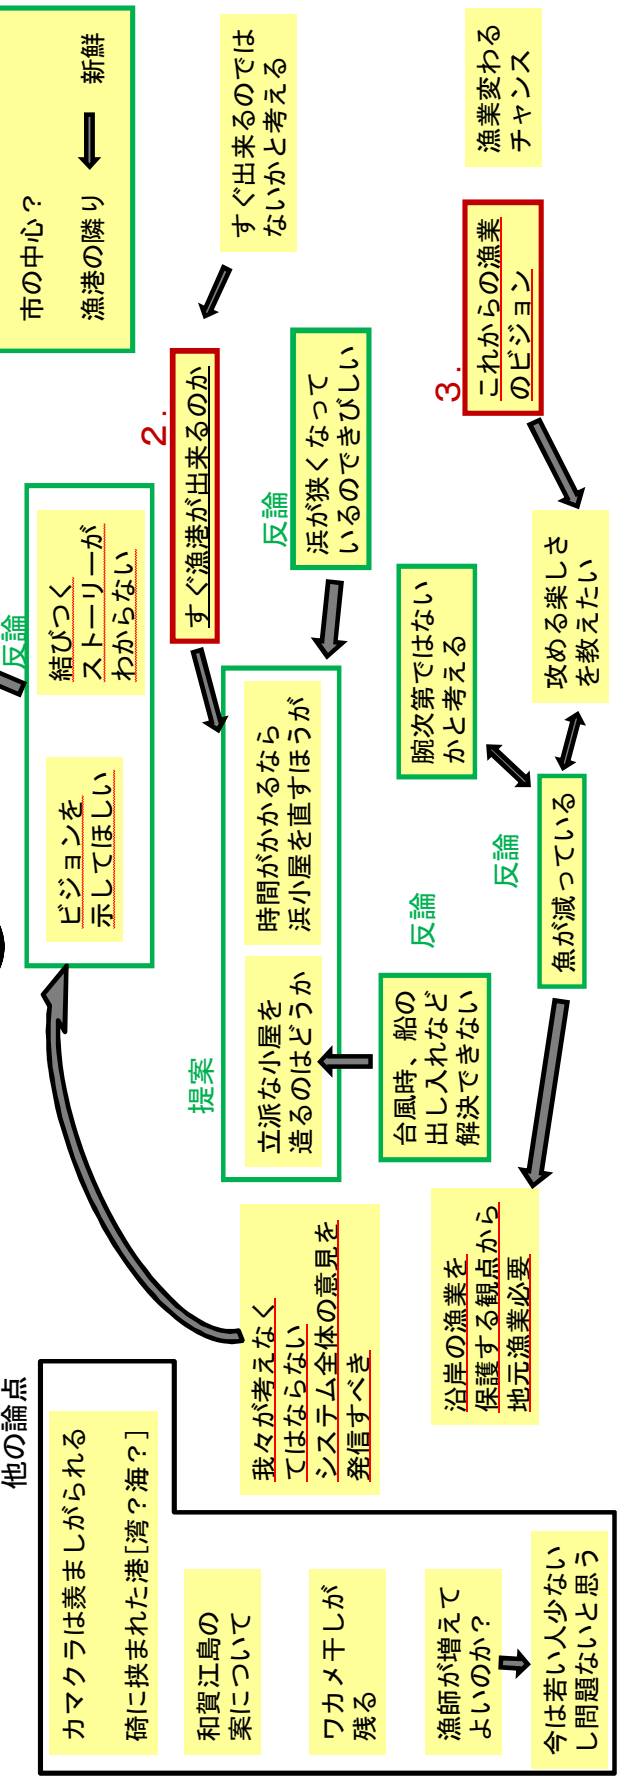 他の論点
カマクラは羨ましがられる
碕に挟まれた港[湾?海?]
和賀江島の
案について
ワカメ干しが
残る
漁師が増えて
よいのか?
今は若い人少ない
し問題ないと思う
我々が考えなく
てはならない
システム全体の意見を
発信すべき
沿岸の漁業を
保護する観点から
地元漁業必要
反論
ビジョンを
示してほしい
結びつく
ストーリーが
わからない
提案
立派な小屋を
造るのはどうか
時間がかかるなら
浜小屋を直すほうが
反論
台風時、船の
出し入れなど
解決できない
反論
魚が減っている
腕次第ではない
かと考える
攻める楽しさ
を教えたい
2.
すぐ漁港が出来るのか
反論
浜が狭くなって
いるのできびしい
3.
これからの漁業
のビジョン
市の中心?
漁港の隣り
新鮮
すぐ出来るのでは
ないかと考える
漁業変わる
チャンス